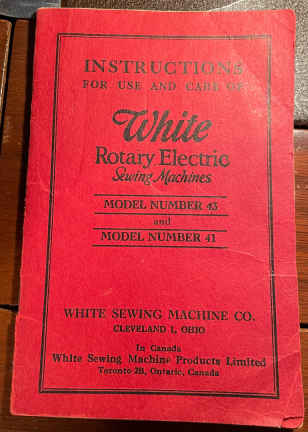 INSTRUCTIONS
FOR USE AND CARE OF
White
Rotary Electric
Sewing Machines
MODEL NUMBER 43
and
MODEL NUMBER 41
WHITE SEWING MACHINE CO.
CLEVELAND 1, OHIO
In Canada
White Sewing Machine Products Limited
Toronto 2B, Ontario, Canada